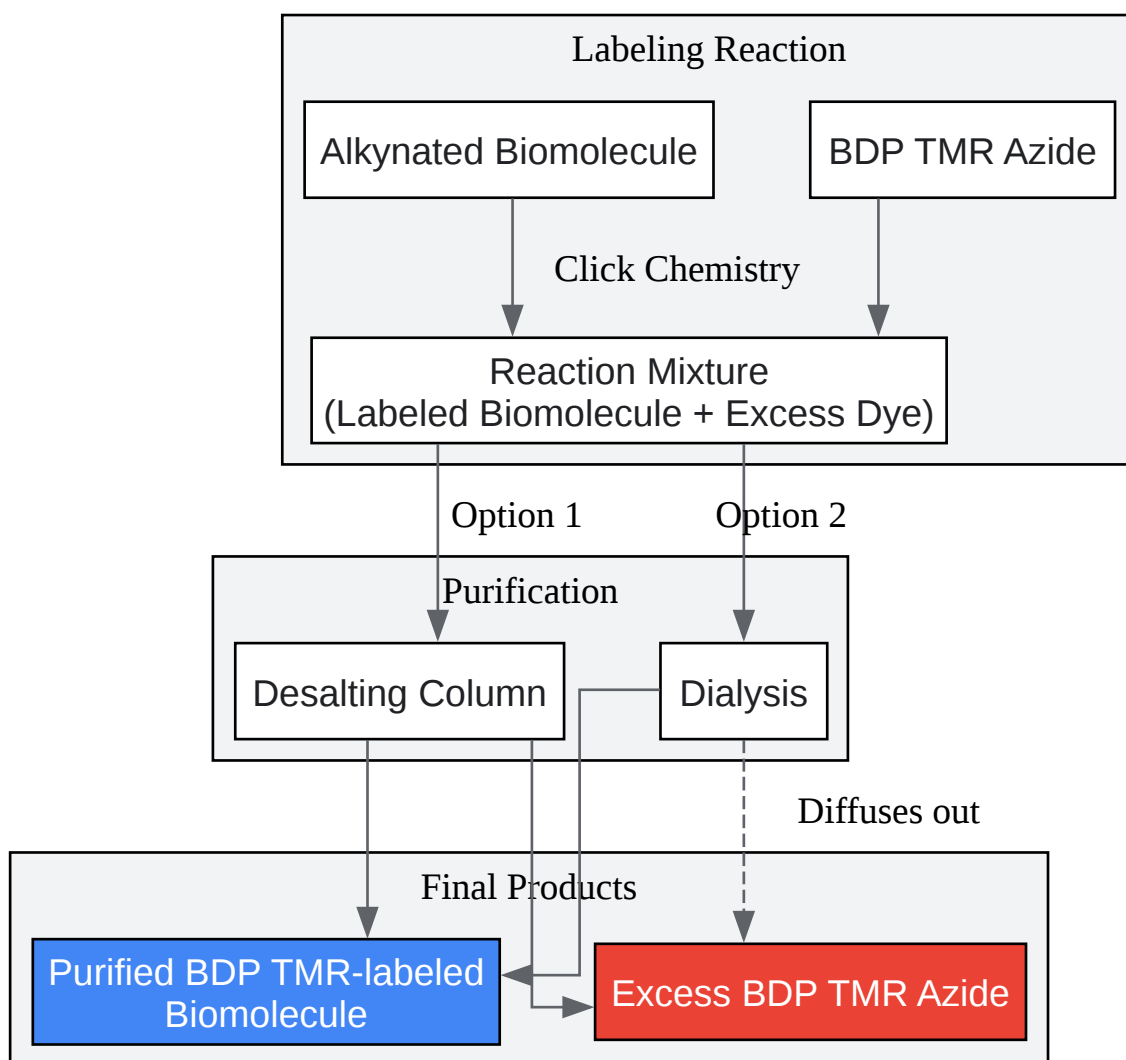 Labeling Reaction
Alkynated Biomolecule
BDP TMR Azide
Click Chemistry
Reaction Mixture
(Labeled Biomolecule + Excess Dye)
Option 1
Option 2
Purification
Desalting Column
Dialysis
Diffuses out
Final Products
Purified BDP TMR-labeled
Biomolecule
Excess BDP TMR Azide